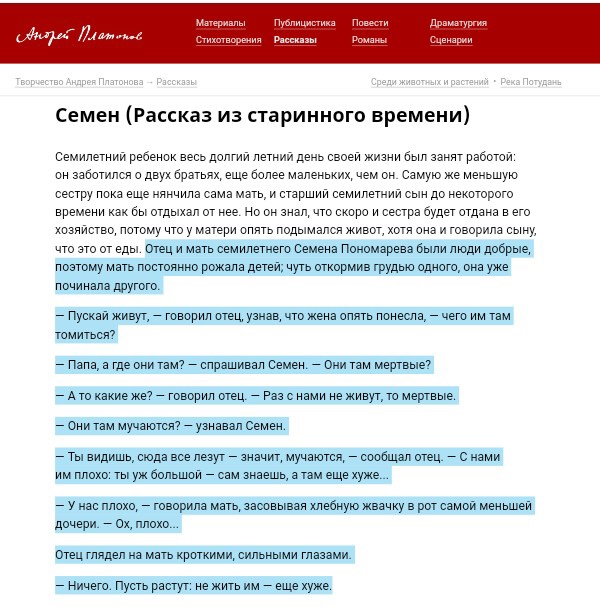 Андрей Платонов
Материалы Публицистика Повести Драматургия
Стихотворения Рассказы Романы Сценарии
Творчество Андрея Платонова → Рассказы Среди животных и растений • Река Потудань
Семен (Рассказ из старинного времени)
Семилетний ребенок весь долгий летний день своей жизни был занят работой:
он заботился о двух братьях, еще более маленьких, чем он. Самую же меньшую
сестру пока еще нянчила сама мать, и старший семилетний сын до некоторого
времени как бы отдыхал от нее. Но он знал, что скоро и сестра будет отдана в его
хозяйство, потому что у матери опять подымался живот, хотя она и говорила сыну,
что это от еды. Отец и мать семилетнего Семена Пономарева были люди добрые,
поэтому мать постоянно рожала детей; чуть откормив грудью одного, она уже
починала другого.
— Пускай живут, — говорил отец, узнав, что жена опять понесла, — чего им там
томиться?
— Папа, а где они там? — спрашивал Семен. — Они там мертвые?
— А то какие же? — говорил отец. — Раз с нами не живут, то мертвые.
— Они там мучаются? — узнавал Семен.
— Ты видишь, сюда все лезут — значит, мучаются, — сообщал отец. — С нами
им плохо: ты уж большой — сам знаешь, а там еще хуже...
— У нас плохо, — говорила мать, засовывая хлебную жвачку в рот самой меньшей
дочери. — Ох, плохо...
Отец глядел на мать кроткими, сильными глазами.
— Ничего. Пусть растут: не жить им — еще хуже.